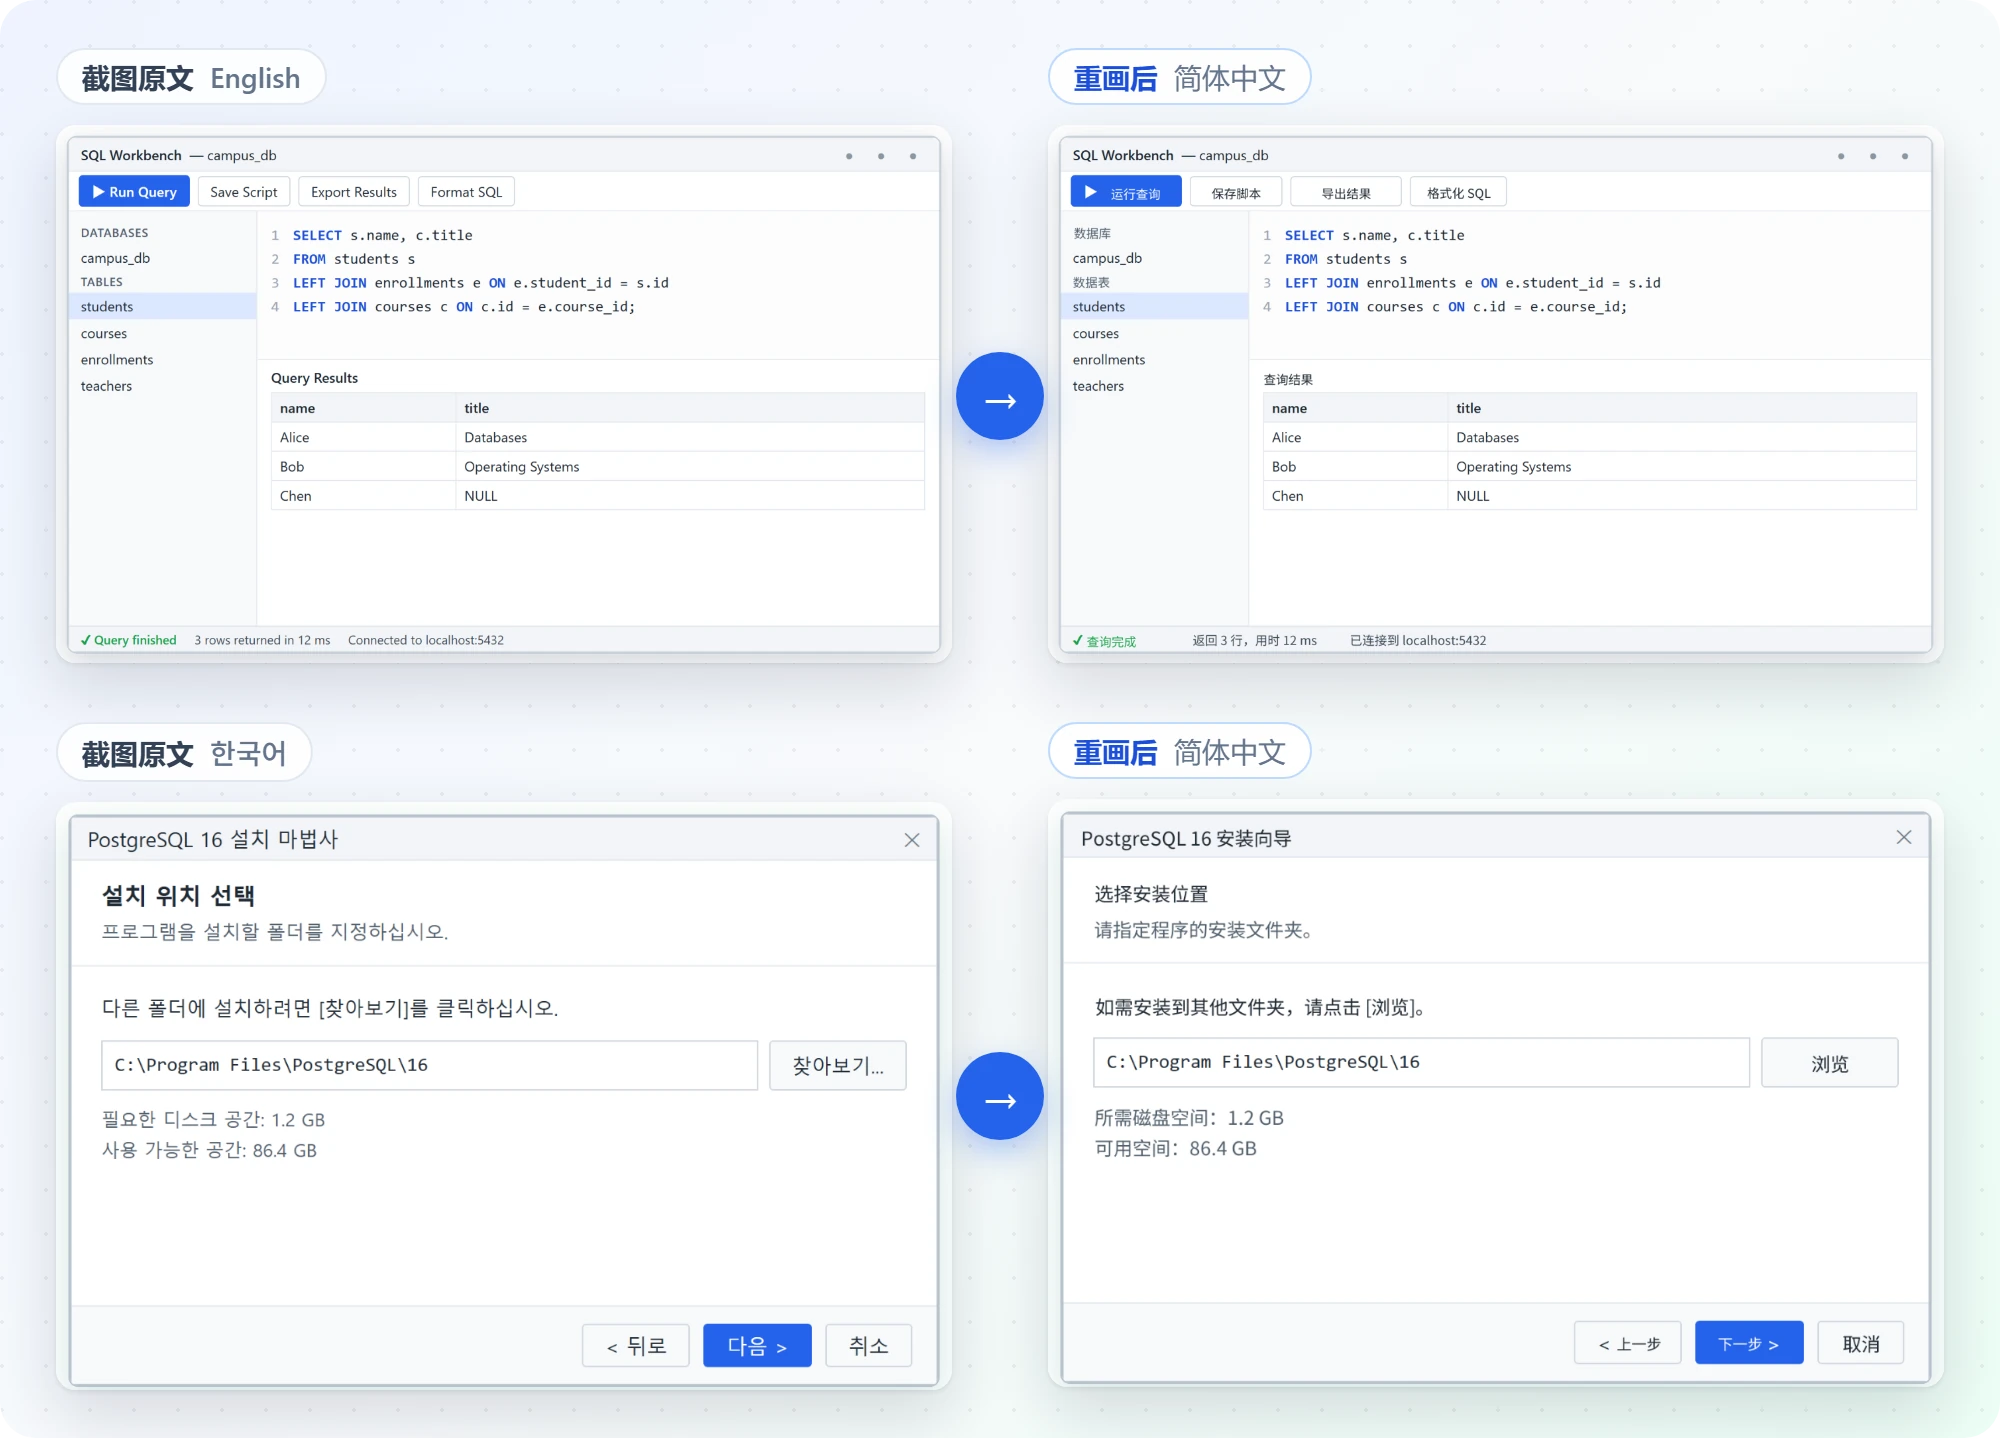 截图原文 English
SQL Workbench — campus_db
▶ Run Query
Save Script
Export Results
Format SQL
DATABASES
campus_db
TABLES
students
courses
enrollments
teachers
1 SELECT s.name, c.title
2 FROM students s
3 LEFT JOIN enrollments e ON e.student_id = s.id
4 LEFT JOIN courses c ON c.id = e.course_id;
Query Results
name title
Alice Databases
Bob Operating Systems
Chen NULL
✓ Query finished 3 rows returned in 12 ms Connected to localhost:5432
→
重画后 简体中文
SQL Workbench — campus_db
▶ 运行查询
保存脚本
导出结果
格式化 SQL
数据库
campus_db
数据表
students
courses
enrollments
teachers
1 SELECT s.name, c.title
2 FROM students s
3 LEFT JOIN enrollments e ON e.student_id = s.id
4 LEFT JOIN courses c ON c.id = e.course_id;
查询结果
name title
Alice Databases
Bob Operating Systems
Chen NULL
✓ 查询完成 返回 3 行，用时 12 ms 已连接到 localhost:5432
截图原文 한국어
PostgreSQL 16 설치 마법사
설치 위치 선택
프로그램을 설치할 폴더를 지정하십시오.
다른 폴더에 설치하려면 [찾아보기]를 클릭하십시오.
C:\Program Files\PostgreSQL\16
찾아보기...
필요한 디스크 공간: 1.2 GB
사용 가능한 공간: 86.4 GB
< 뒤로
다음 >
취소
→
重画后 简体中文
PostgreSQL 16 安装向导
选择安装位置
请指定程序的安装文件夹。
如需安装到其他文件夹，请点击 [浏览]。
C:\Program Files\PostgreSQL\16
浏览
所需磁盘空间：1.2 GB
可用空间：86.4 GB
< 上一步
下一步 >
取消